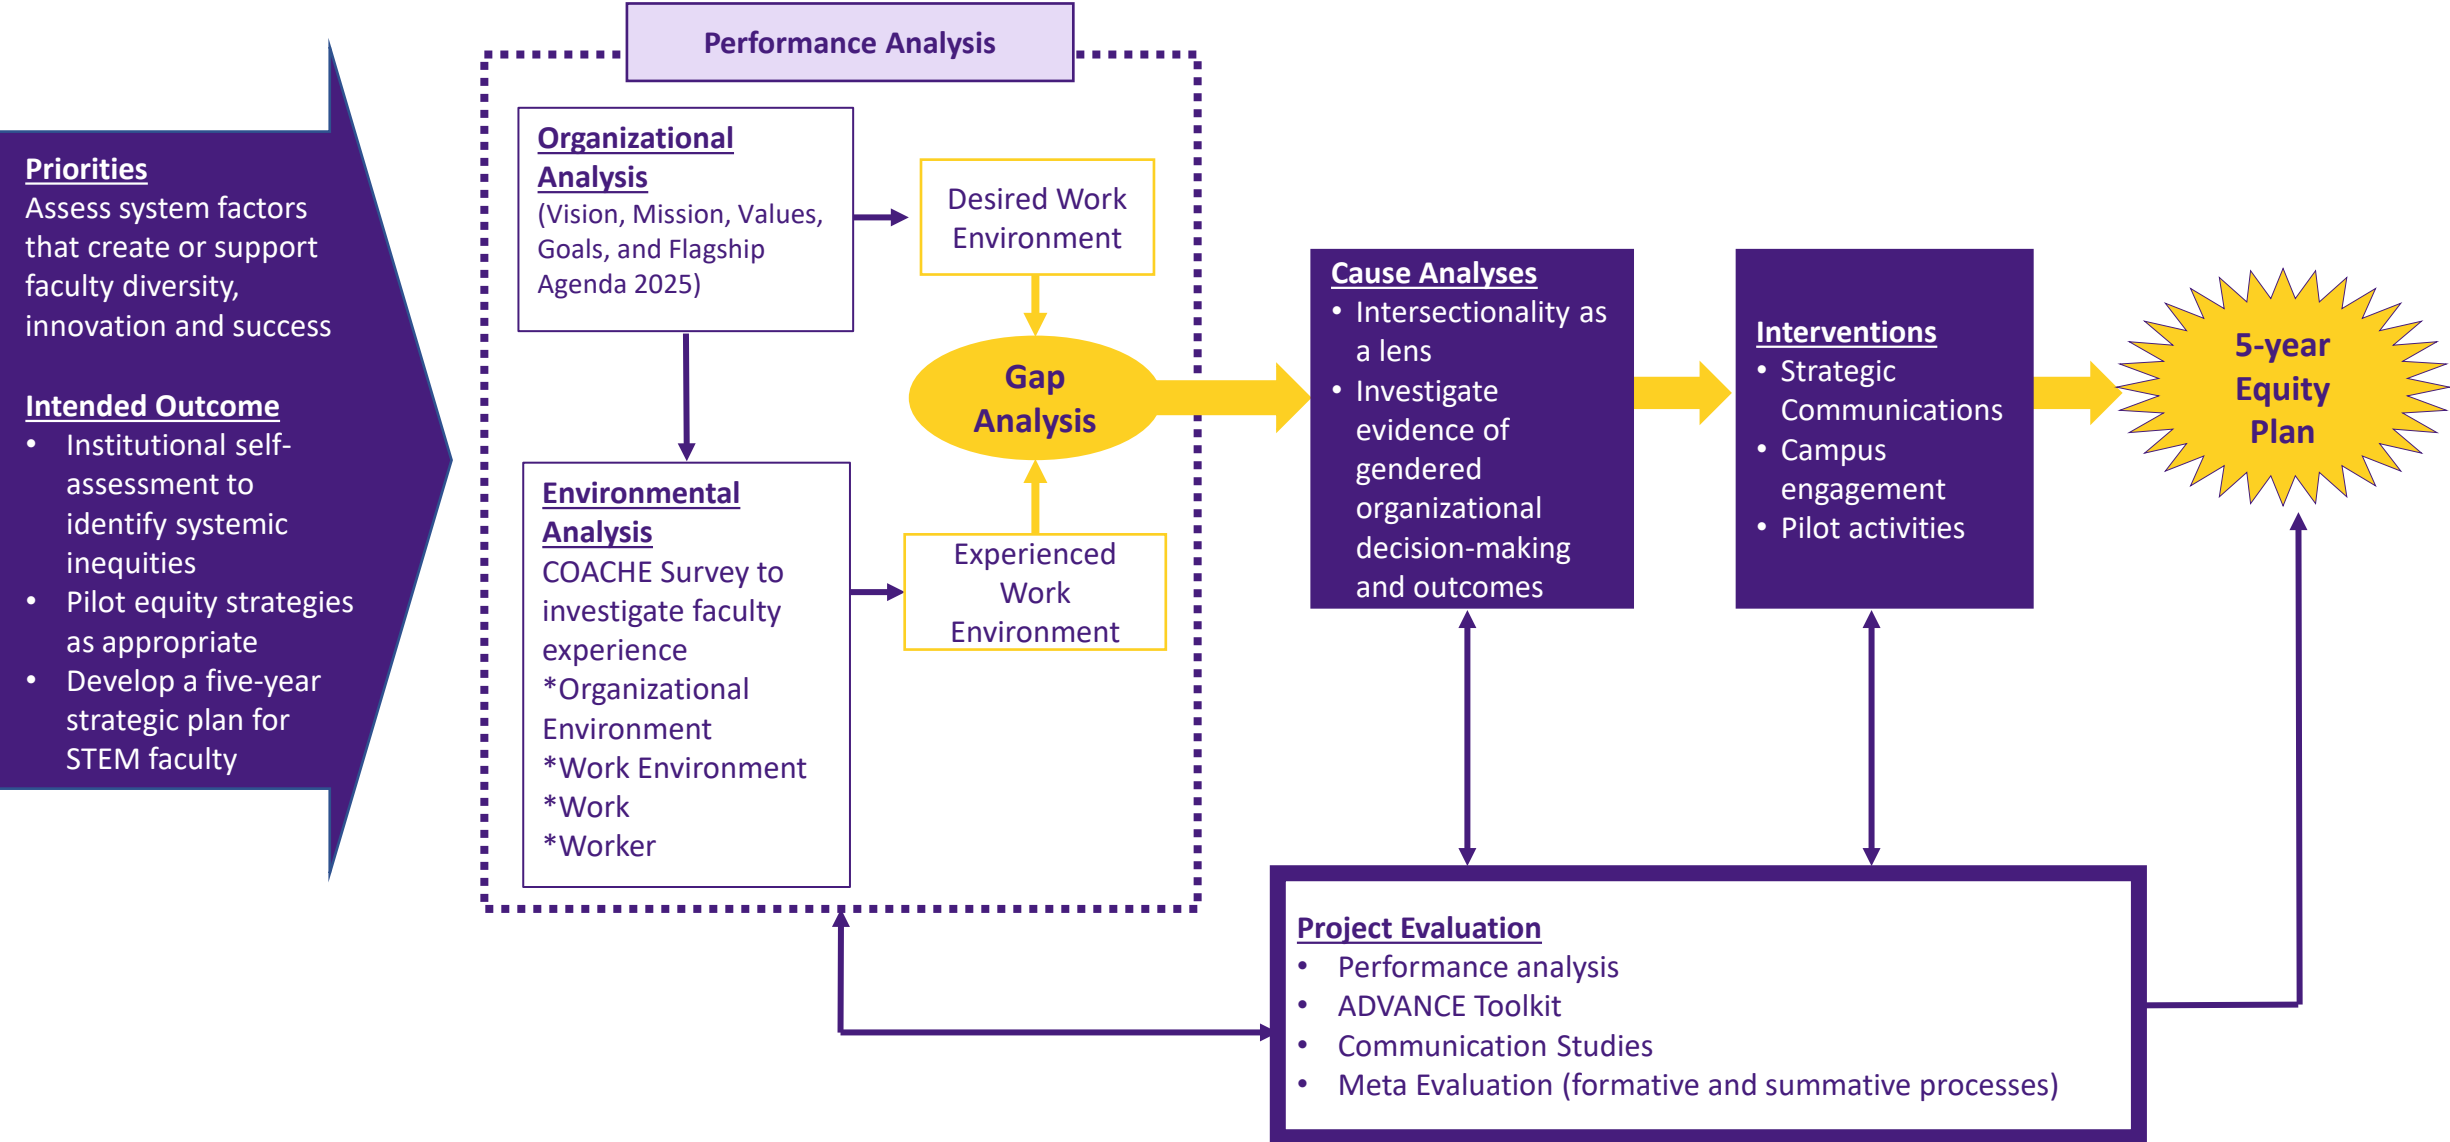 Performance Analysis
Priorities
Assess system factors
that create or support
faculty diversity,
innovation and success
Intended Outcome
• Institutional self-
assessment to
identify systemic
inequities
• Pilot equity strategies
as appropriate
• Develop a five-year
strategic plan for
STEM faculty
Organizational
Analysis
(Vision, Mission, Values,
Goals, and Flagship
Agenda 2025)
Desired Work
Environment
Gap
Analysis
Environmental
Analysis
COACHE Survey to
investigate faculty
experience
*Organizational
Environment
*Work Environment
*Work
*Worker
Experienced
Work
Environment
Cause Analyses
• Intersectionality as
a lens
• Investigate
evidence of
gendered
organizational
decision-making
and outcomes
Interventions
• Strategic
Communications
• Campus
engagement
• Pilot activities
5-year
Equity
Plan
Project Evaluation
• Performance analysis
• ADVANCE Toolkit
• Communication Studies
• Meta Evaluation (formative and summative processes)